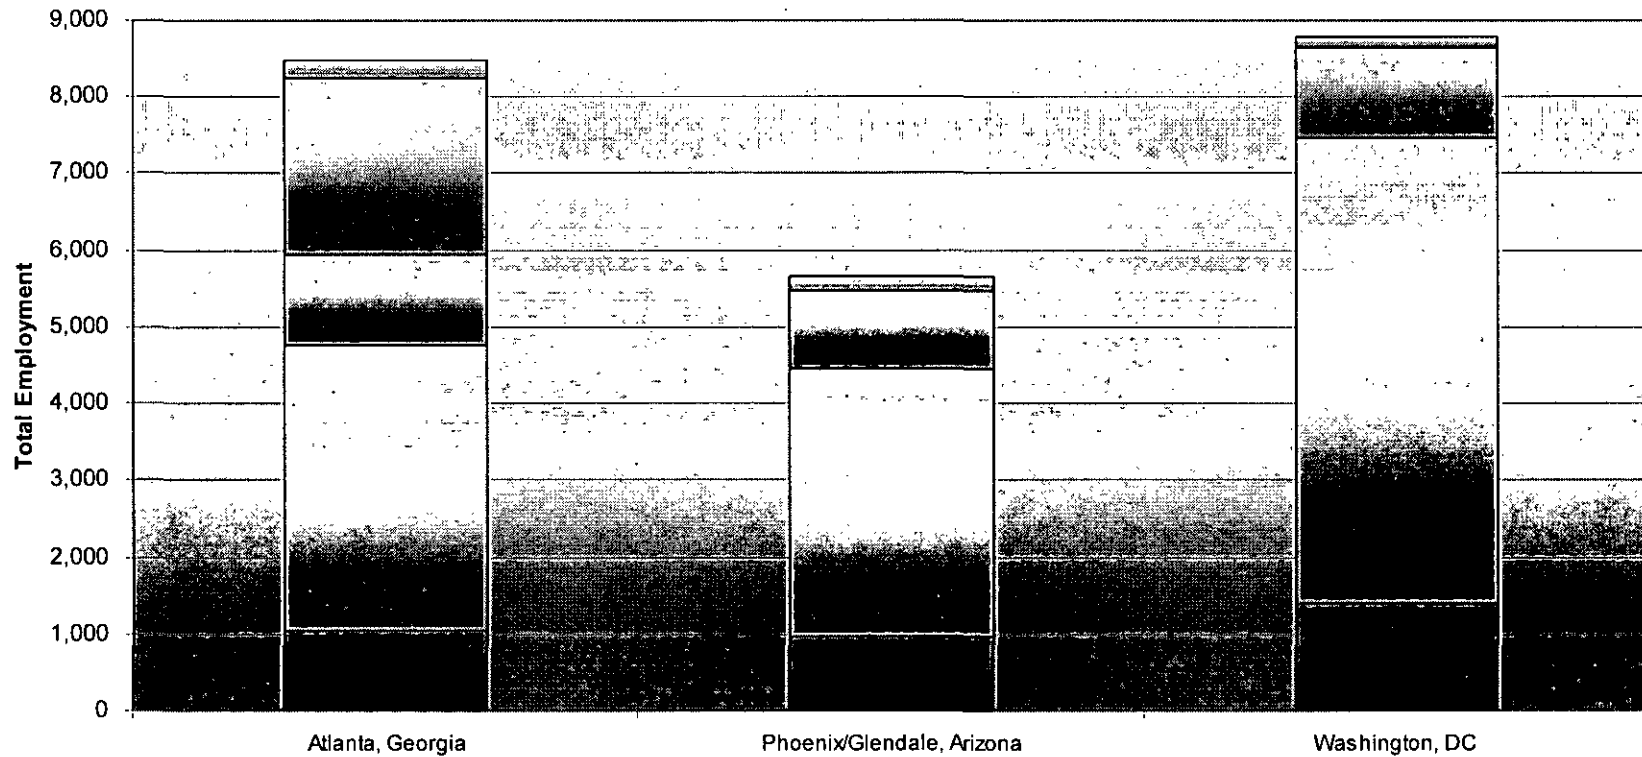 9,000
8,000
7,000
6,000
5,000
4,000
3,000
2,000
1,000
0
Total Employment
Atlanta, Georgia
Phoenix/Glendale, Arizona
Washington, DC